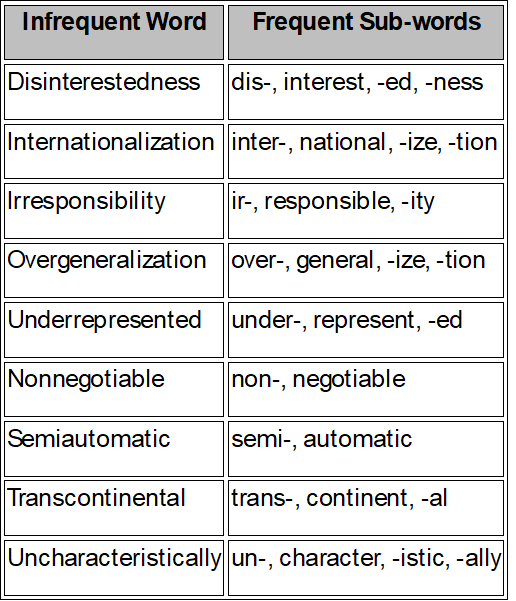 Infrequent Word Frequent Sub-words
Disinterestedness dis-, interest, -ed, -ness
Internationalization inter-, national, -ize, -tion
Irresponsibility ir-, responsible, -ity
Overgeneralization over-, general, -ize, -tion
Underrepresented under-, represent, -ed
Nonnegotiable non-, negotiable
Semiautomatic semi-, automatic
Transcontinental trans-, continent, -al
Uncharacteristically un-, character, -istic, -ally